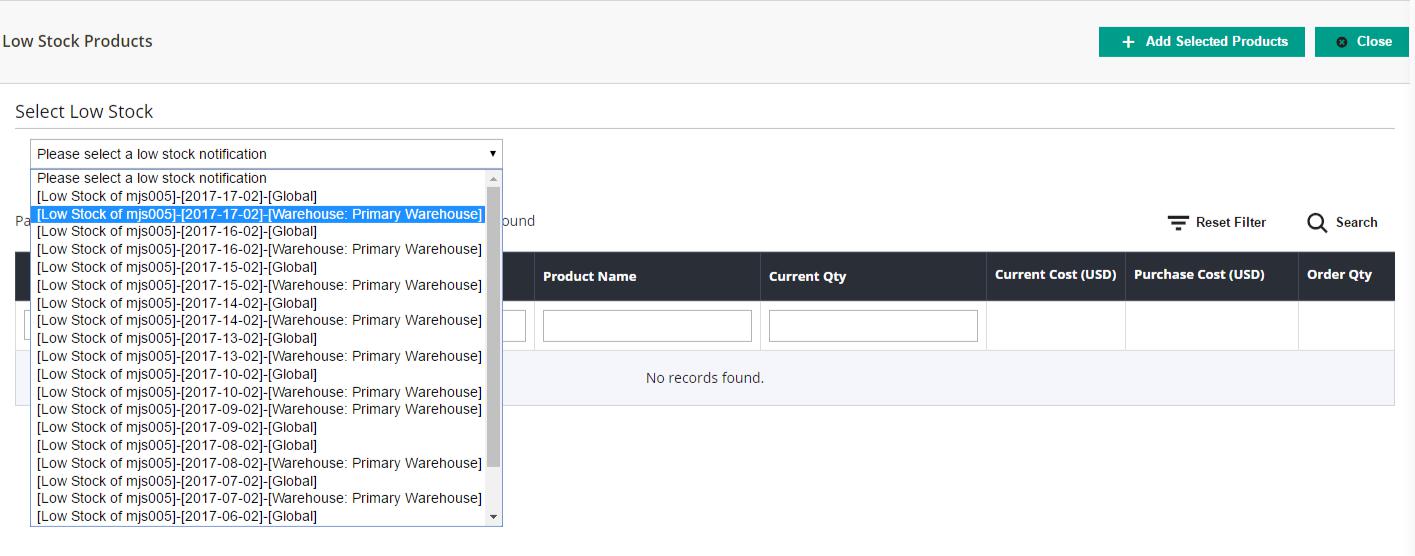 Low Stock Products
Add Selected Products
Close
Select Low Stock
Please select a low stock notification
Please select a low stock notification
[Low Stock of mjs005]-[2017-17-02]-[Global]
[Low Stock of mjs005]-[2017-17-02]-[Warehouse: Primary Warehouse]
[Low Stock of mjs005]-[2017-16-02]-[Global]
[Low Stock of mjs005]-[2017-16-02]-[Warehouse: Primary Warehouse]
[Low Stock of mjs005]-[2017-15-02]-[Global]
[Low Stock of mjs005]-[2017-15-02]-[Warehouse: Primary Warehouse]
[Low Stock of mjs005]-[2017-14-02]-[Global]
[Low Stock of mjs005]-[2017-14-02]-[Warehouse: Primary Warehouse]
[Low Stock of mjs005]-[2017-13-02]-[Global]
[Low Stock of mjs005]-[2017-13-02]-[Warehouse: Primary Warehouse]
[Low Stock of mjs005]-[2017-10-02]-[Global]
[Low Stock of mjs005]-[2017-10-02]-[Warehouse: Primary Warehouse]
[Low Stock of mjs005]-[2017-09-02]-[Warehouse: Primary Warehouse]
[Low Stock of mjs005]-[2017-09-02]-[Global]
[Low Stock of mjs005]-[2017-08-02]-[Global]
[Low Stock of mjs005]-[2017-08-02]-[Warehouse: Primary Warehouse]
[Low Stock of mjs005]-[2017-07-02]-[Global]
[Low Stock of mjs005]-[2017-07-02]-[Warehouse: Primary Warehouse]
[Low Stock of mjs005]-[2017-06-02]-[Global]
Reset Filter
Search
Product Name
Current Qty
Current Cost (USD)
Purchase Cost (USD)
Order Qty
No records found.